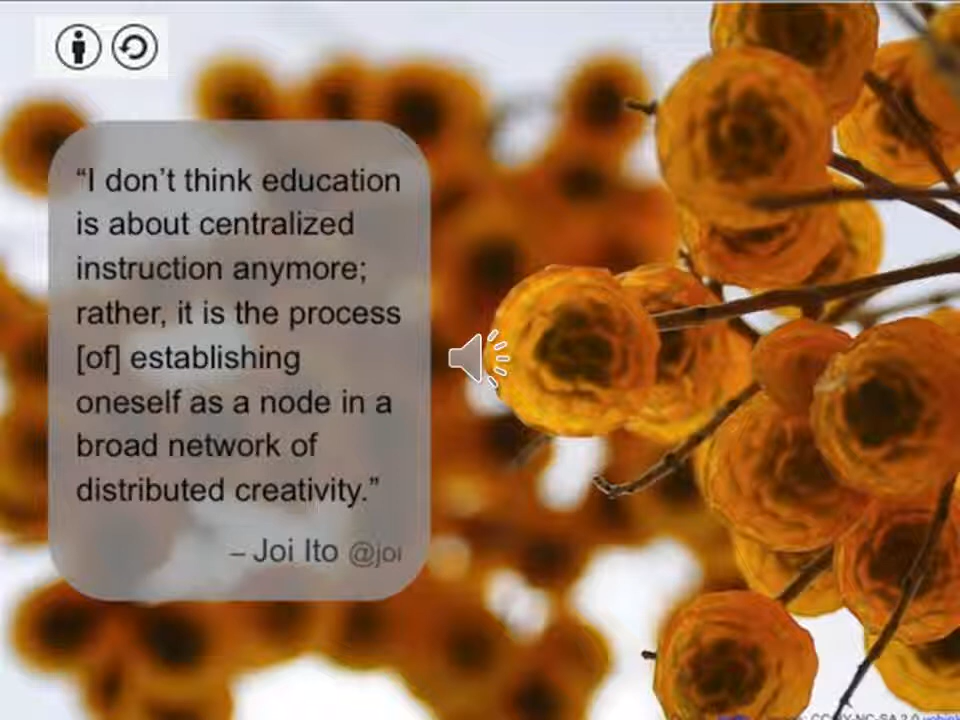 “I don’t think education
is about centralized
instruction anymore;
rather, it is the process
[of] establishing
oneself as a node in a
broad network of
distributed creativity.”
– Joi Ito @joi